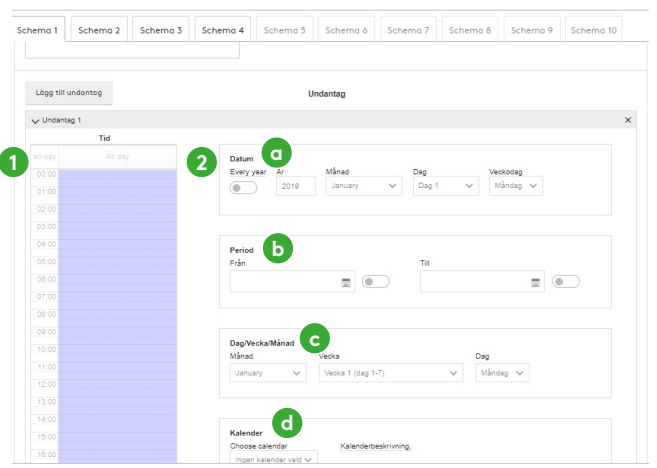 Schema 1 Schema 2 Schema 3 Schema 4 Schema 5 Schema 6 Schema 7 Schema 8 Schema 9 Schema 10
Lägg till undantag
Undantag
Undantag 1
Tid
1
all-day All-day
00:00
01:00
02:00
03:00
04:00
05:00
06:00
07:00
08:00
09:00
10:00
11:00
12:00
13:00
14:00
15:00
16:00
2
Datum a
Every year År Månad Dag Veckodag
2019 January Dag 1 Måndag
Period b
Från Till
Dag/Vecka/Månad c
Månad Vecka Dag
January Vecka 1 (dag 1-7) Måndag
Kalender d
Choose calendar Kalenderbeskrivning.
Ingen kalender vald